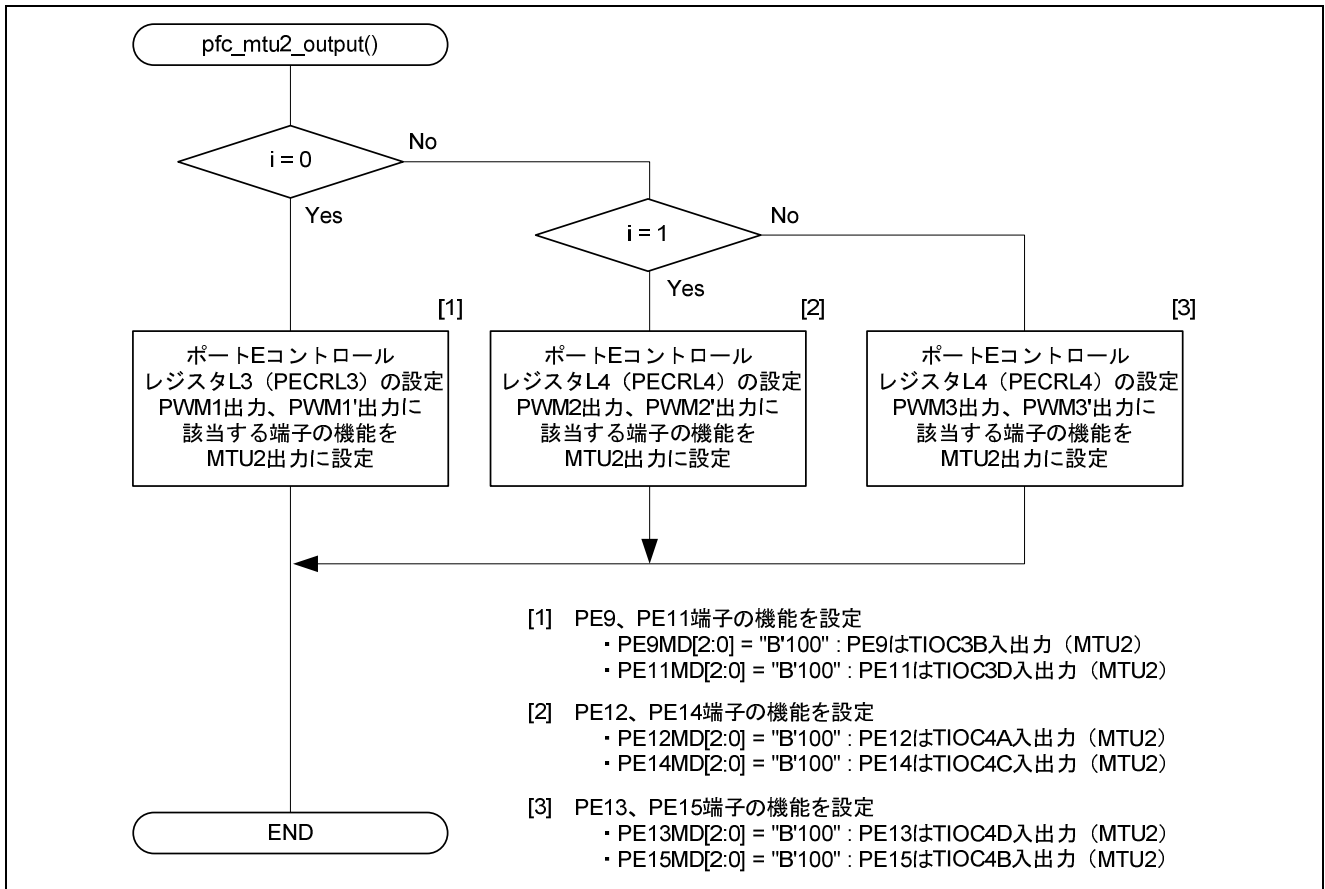 pfc_mtu2_output()
i = 0
No
Yes
i = 1
No
Yes
[1]
ポートEコントロール
レジスタL3（PECRL3）の設定
PWM1出力、PWM1'出力に
該当する端子の機能を
MTU2出力に設定
[2]
ポートEコントロール
レジスタL4（PECRL4）の設定
PWM2出力、PWM2'出力に
該当する端子の機能を
MTU2出力に設定
[3]
ポートEコントロール
レジスタL4（PECRL4）の設定
PWM3出力、PWM3'出力に
該当する端子の機能を
MTU2出力に設定
[1] PE9、PE11端子の機能を設定
・PE9MD[2:0] = "B'100" : PE9はTIOC3B入出力（MTU2）
・PE11MD[2:0] = "B'100" : PE11はTIOC3D入出力（MTU2）
[2] PE12、PE14端子の機能を設定
・PE12MD[2:0] = "B'100" : PE12はTIOC4A入出力（MTU2）
・PE14MD[2:0] = "B'100" : PE14はTIOC4C入出力（MTU2）
[3] PE13、PE15端子の機能を設定
・PE13MD[2:0] = "B'100" : PE13はTIOC4D入出力（MTU2）
・PE15MD[2:0] = "B'100" : PE15はTIOC4B入出力（MTU2）
END